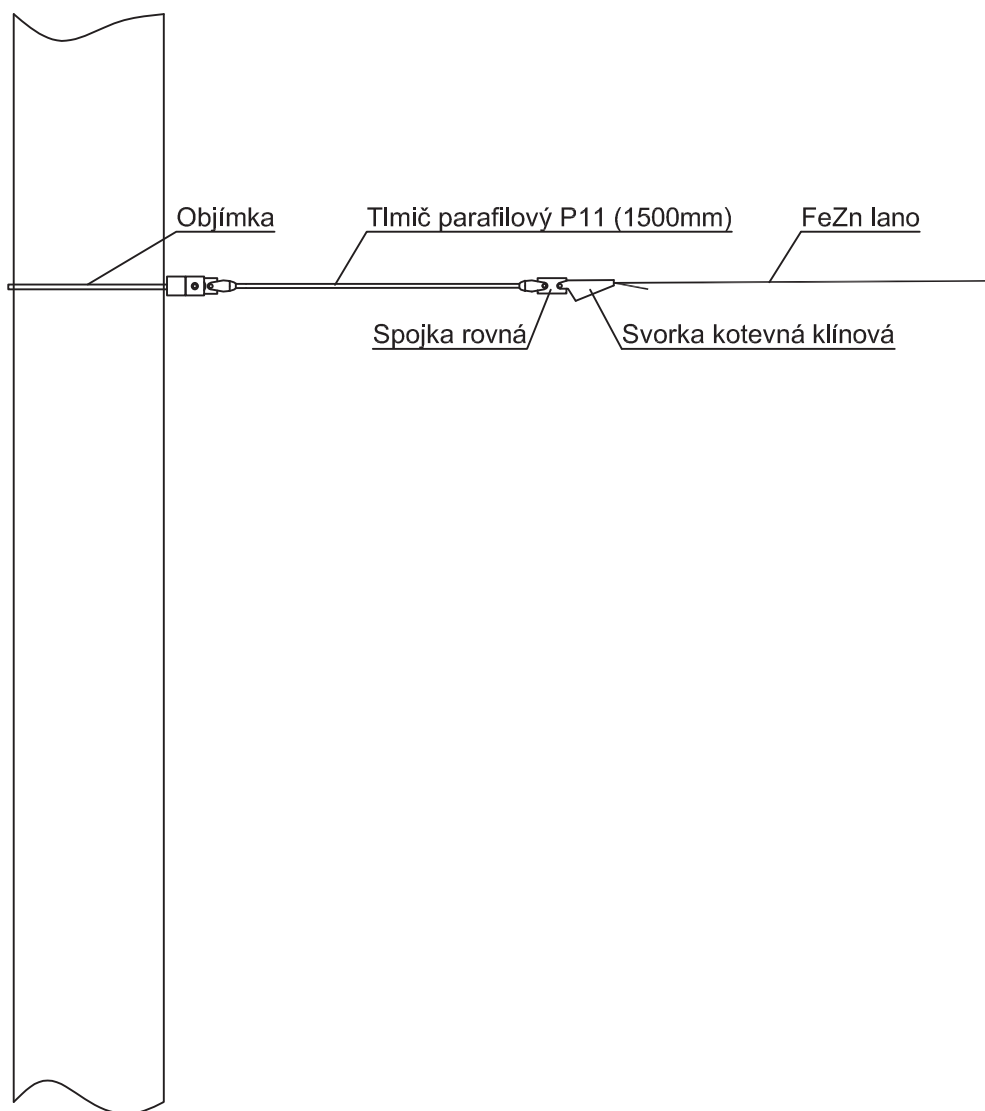 Objímka
Tlmič parafilový P11 (1500mm)
FeZn lano
Spojka rovná
Svorka kotevná klínová